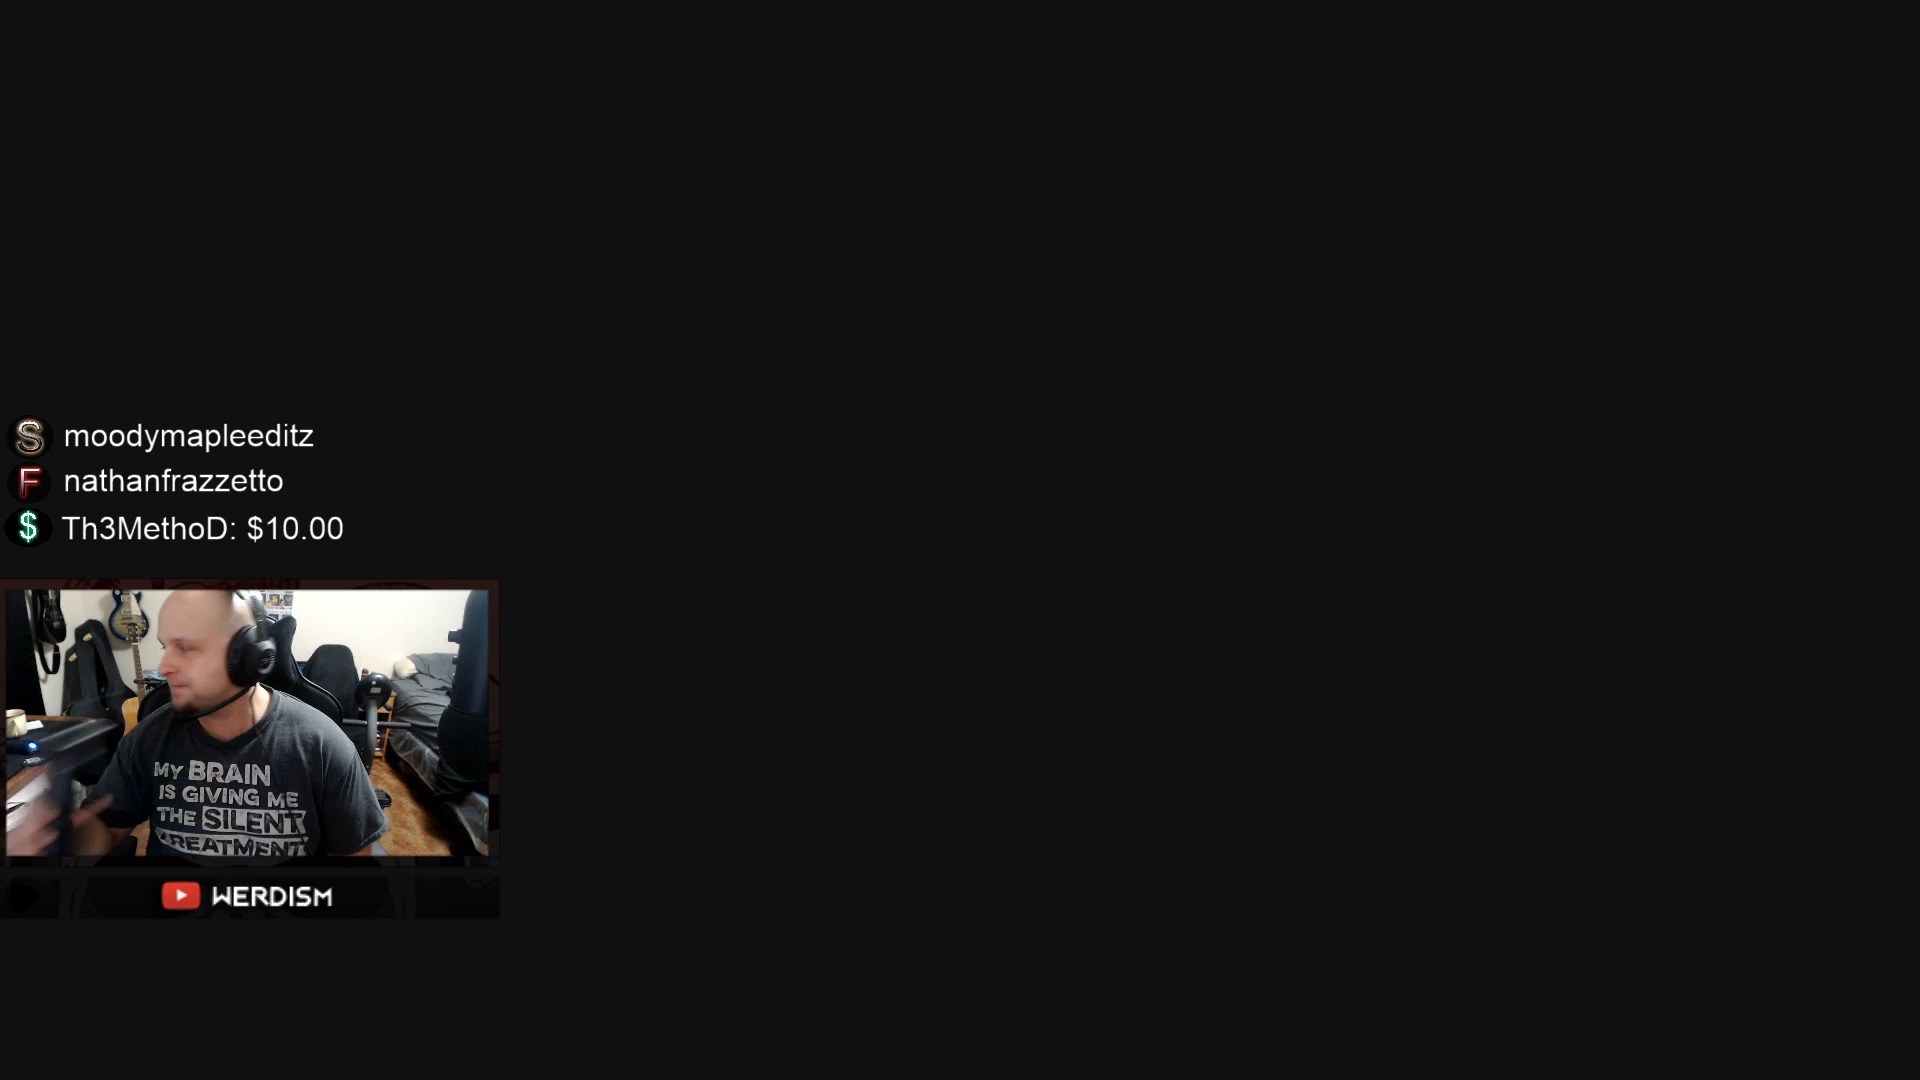 S moodymapleeditz
F nathanfrazzetto
$ Th3MethoD: $10.00
MY BRAIN
IS GIVING ME
THE SILENT
TREATMENT
WERDISM